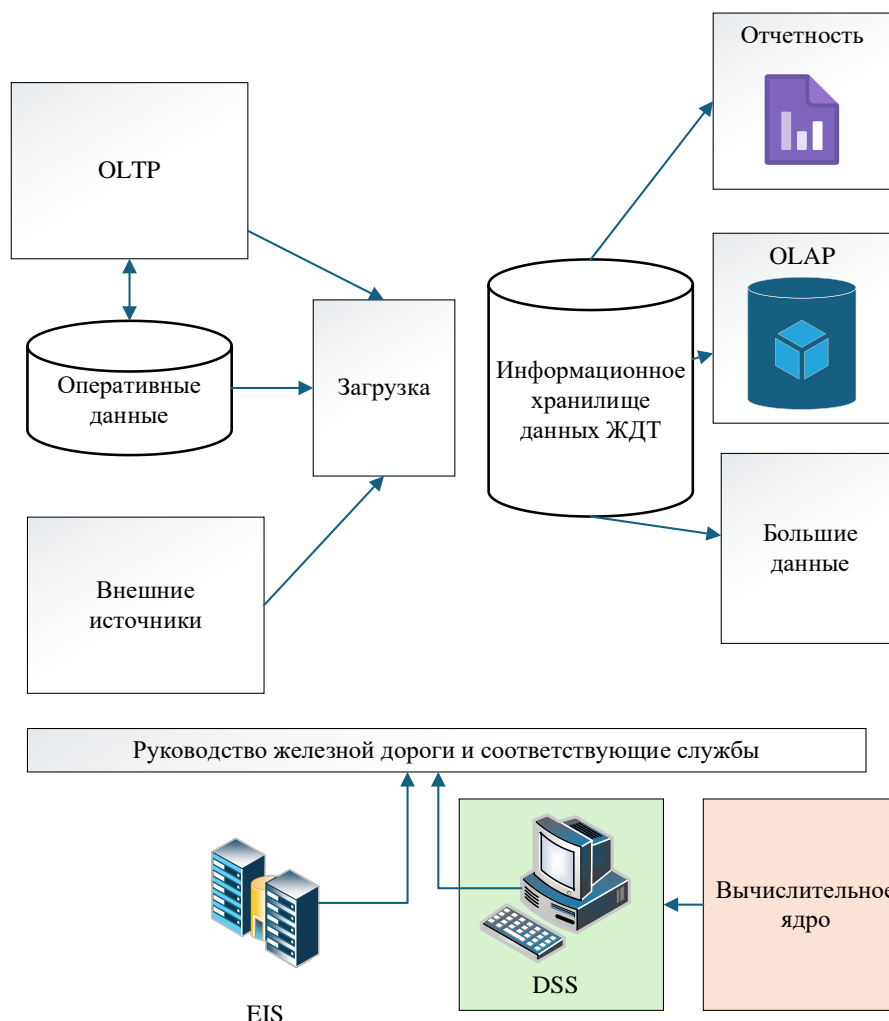 Отчетность
OLTP
OLAP
Оперативные
данные
Загрузка
Информационное
хранилище
данных ЖДТ
Большие
данные
Внешние
источники
Руководство железной дороги и соответствующие службы
Вычислительное
ядро
DSS
EIS